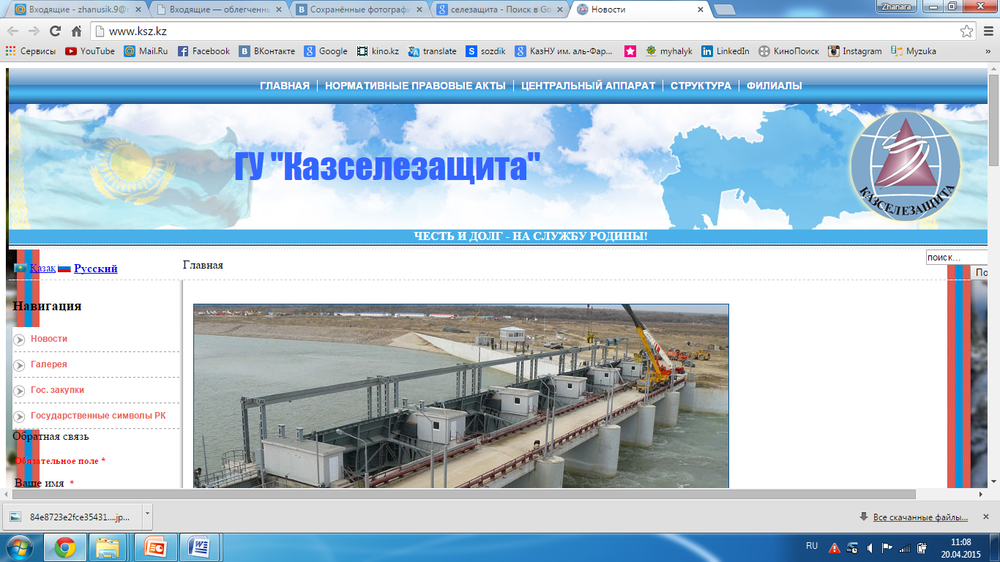 Входящие - zhanusik.9@
Входящие — облегченны
Сохранённые фотографи
селезащита - Поиск в Go
Новости
Zhanara
www.ksz.kz
Сервисы YouTube Mail.Ru Facebook ВКонтакте Google kino.kz translate sozdik КазНУ им. аль-Фар... myhalyk LinkedIn КиноПоиск Instagram Myzuka »
ГЛАВНАЯ НОРМАТИВНЫЕ ПРАВОВЫЕ АКТЫ ЦЕНТРАЛЬНЫЙ АППАРАТ СТРУКТУРА ФИЛИАЛЫ
ГУ "Казселезащита"
КАЗСЕЛЕЗАЩИТА
ЧЕСТЬ И ДОЛГ - НА СЛУЖБУ РОДИНЫ!
Қазақ Русский
Главная
поиск...
По
Навигация
Новости
Галерея
Гос. закупки
Государственные символы РК
Обратная связь
Обязательное поле *
Ваше имя *
84e8723e2fce35431....jp...
Все скачанные файлы...
RU
11:08
20.04.2015